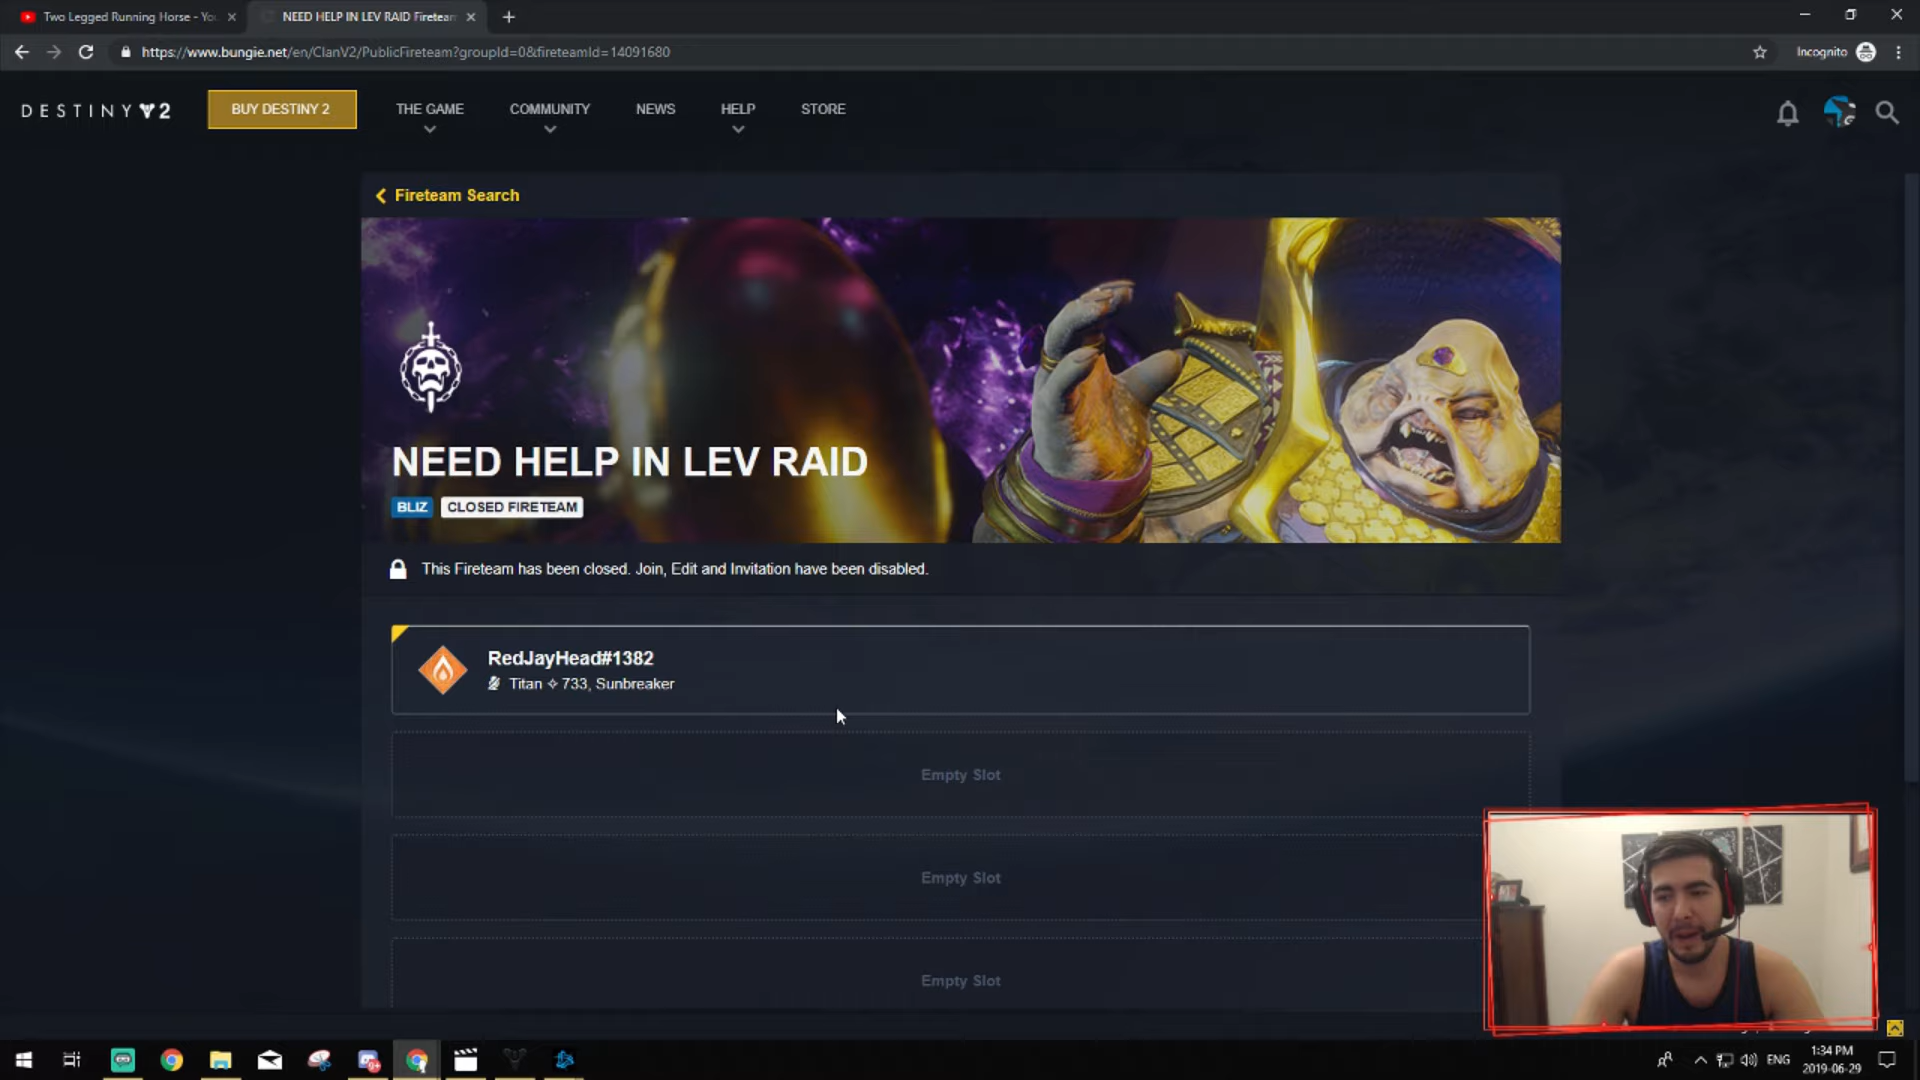 Two Legged Running Horse - You
NEED HELP IN LEV RAID Fireteam
https://www.bungie.net/en/ClanV2/PublicFireteam?groupId=0&fireteamId=14091680
Incognito
DESTINY 2
BUY DESTINY 2
THE GAME
COMMUNITY
NEWS
HELP
STORE
Fireteam Search
NEED HELP IN LEV RAID
BLIZ
CLOSED FIRETEAM
This Fireteam has been closed. Join, Edit and Invitation have been disabled.
RedJayHead#1382
Titan ✧ 733, Sunbreaker
Empty Slot
Empty Slot
Empty Slot
ENG
1:34 PM
2019-06-29